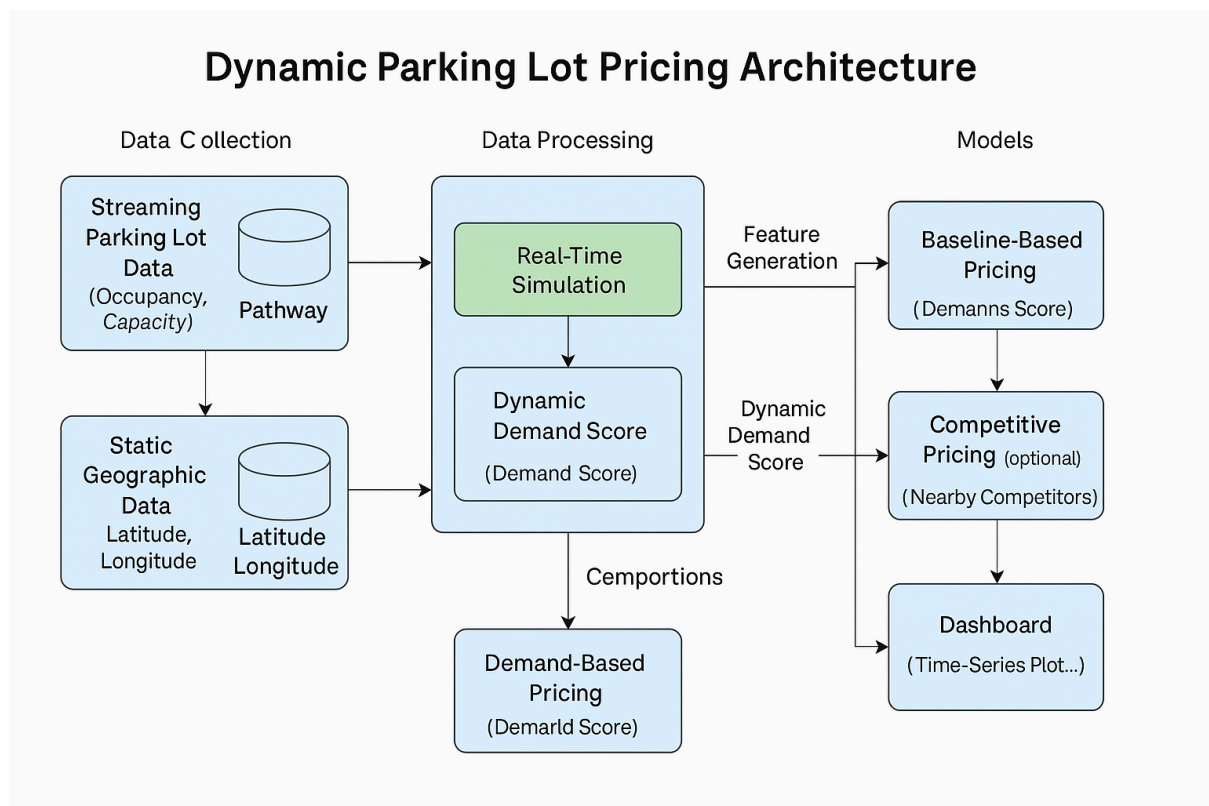 Dynamic Parking Lot Pricing Architecture
Data C ollection
Data Processing
Models
Streaming
Parking Lot
Data
(Occupancy,
Capacity)
Pathway
Static
Geographic
Data
Latitude,
Longitude
Latitude
Longitude
Real-Time
Simulation
Dynamic
Demand Score
(Demand Score)
Cemportions
Demand-Based
Pricing
(Demarld Score)
Feature
Generation
Dynamic
Demand
Score
Baseline-Based
Pricing
(Demanns Score)
Competitive
Pricing (optional)
(Nearby Competitors)
Dashboard
(Time-Series Plot...)